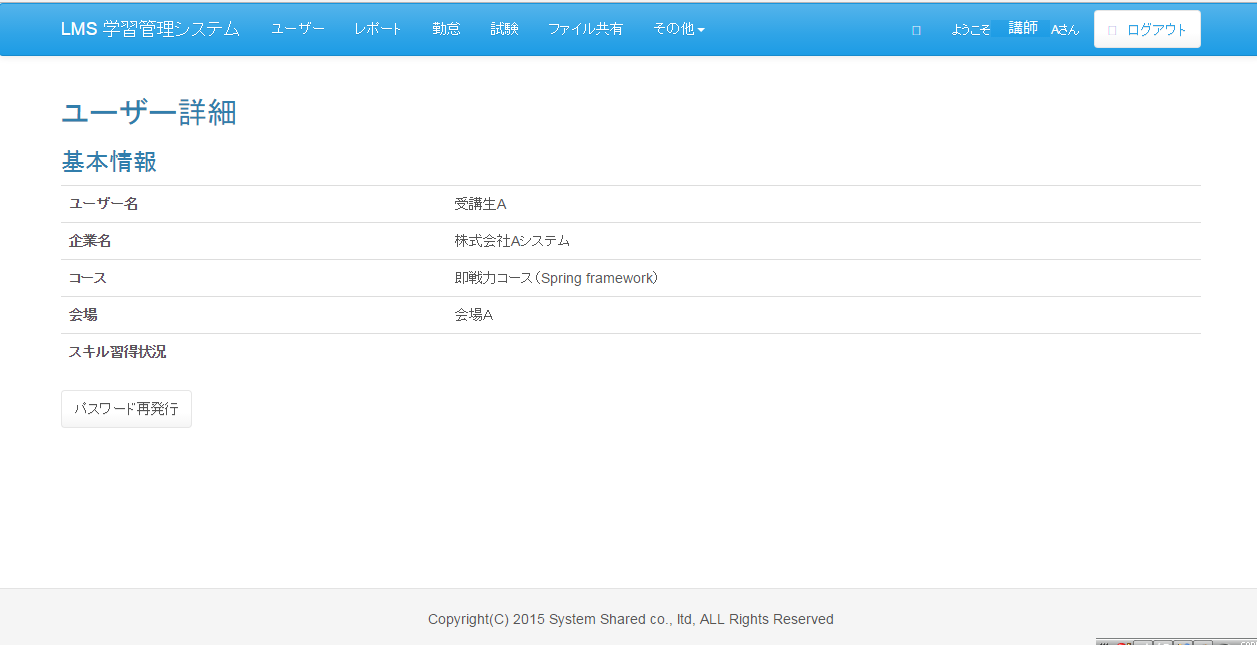 LMS 学習管理システム ユーザー レポート 勤怠 試験 ファイル共有 その他 ようこそ 講師 Aさん ログアウト
ユーザー詳細
基本情報
ユーザー名 受講生A
企業名 株式会社Aシステム
コース 即戦力コース(Spring framework)
会場 会場A
スキル習得状況
パスワード再発行
Copyright(C) 2015 System Shared co., ltd, ALL Rights Reserved